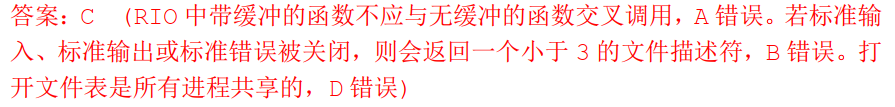 答案：C （RIO 中带缓冲的函数不应与无缓冲的函数交叉调用，A 错误。若标准输
入、标准输出或标准错误被关闭，则会返回一个小于 3 的文件描述符，B 错误。打
开文件表是所有进程共享的，D 错误）